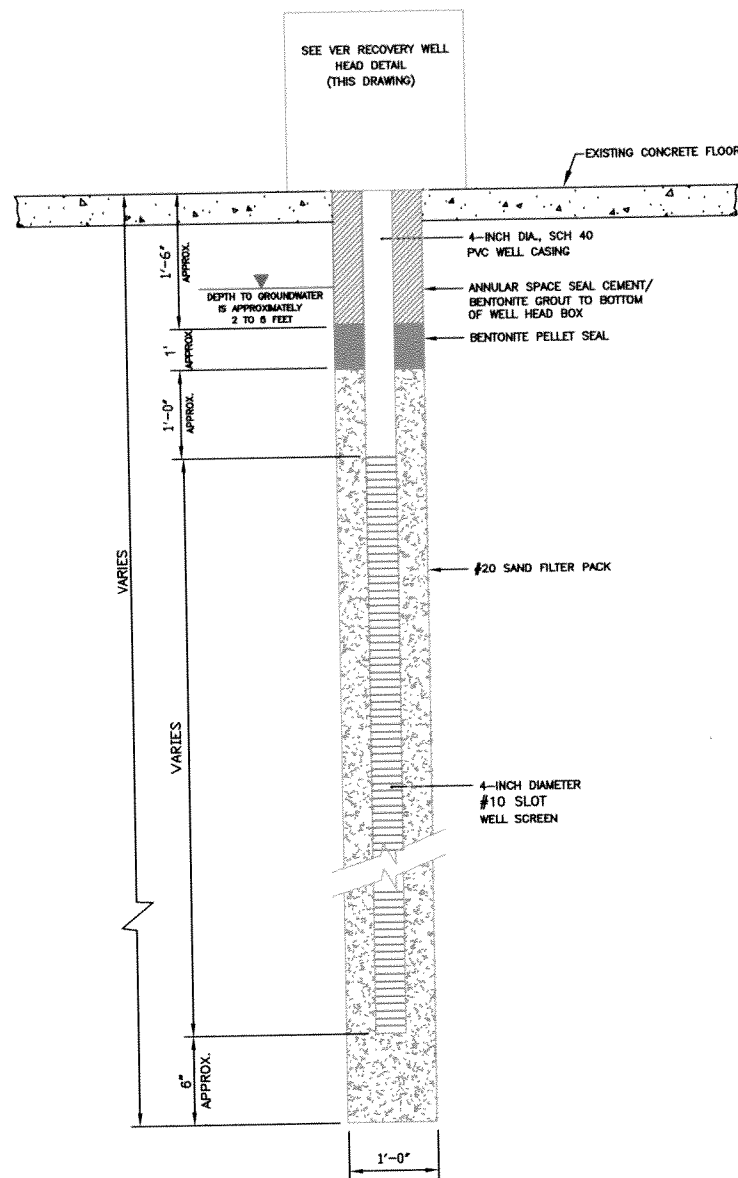 SEE VER RECOVERY WELL
HEAD DETAIL
(THIS DRAWING)
EXISTING CONCRETE FLOOR
4-INCH DIA., SCH 40
PVC WELL CASING
1'-6"
APPROX.
DEPTH TO GROUNDWATER
IS APPROXIMATELY
2 TO 6 FEET
ANNULAR SPACE SEAL CEMENT/
BENTONITE GROUT TO BOTTOM
OF WELL HEAD BOX
BENTONITE PELLET SEAL
1'
APPROX.
1'-0"
APPROX.
VARIES
#20 SAND FILTER PACK
VARIES
4-INCH DIAMETER
#10 SLOT
WELL SCREEN
6"
APPROX.
1'-0"